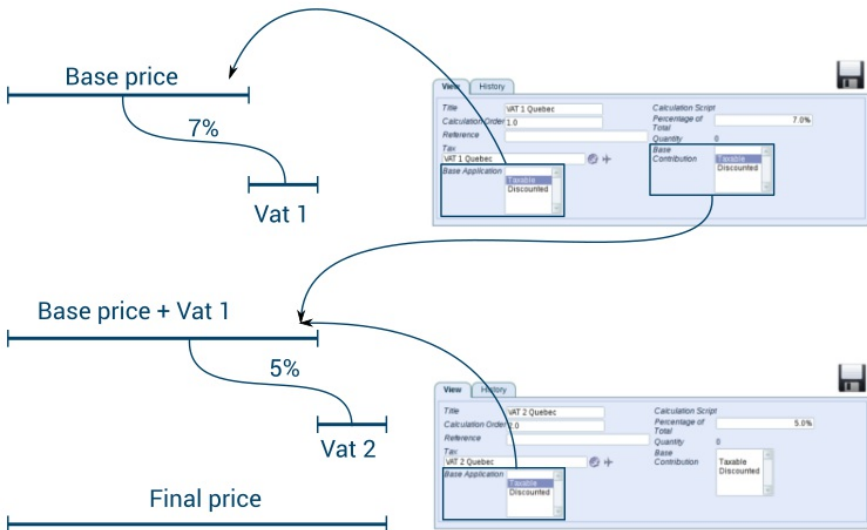 Base price
7%
Vat 1
View History
Title VAT 1 Quebec
Calculation Order 1.0
Reference
Tax
VAT 1 Quebec
Base Application
Taxable
Discounted
Calculation Script
Percentage of Total 7.0%
Quantity 0
Base Contribution
Taxable
Discounted
Base price + Vat 1
5%
Vat 2
View History
Title VAT 2 Quebec
Calculation Order 2.0
Reference
Tax
VAT 2 Quebec
Base Application
Taxable
Discounted
Calculation Script
Percentage of Total 5.0%
Quantity 0
Base Contribution
Taxable
Discounted
Final price